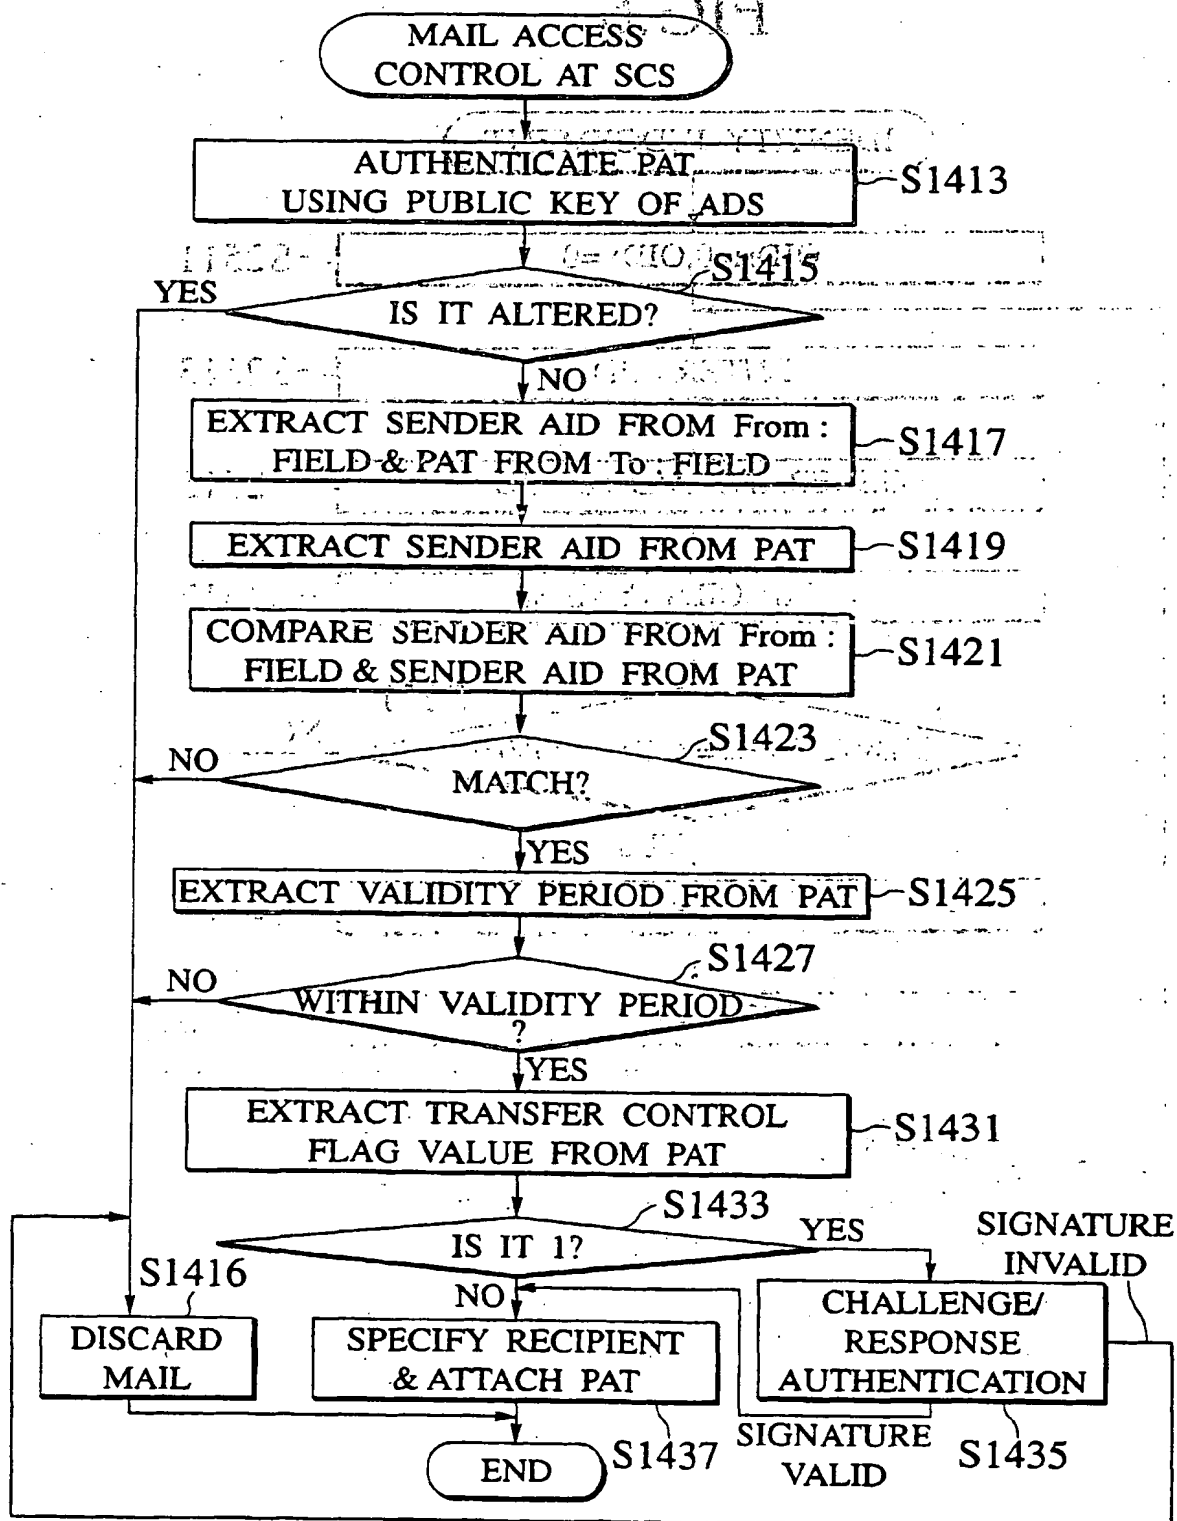 MAIL ACCESS
CONTROL AT SCS
AUTHENTICATE PAT
USING PUBLIC KEY OF ADS
S1413
S1415
YES
IS IT ALTERED?
NO
EXTRACT SENDER AID FROM From :
FIELD & PAT FROM To : FIELD
S1417
EXTRACT SENDER AID FROM PAT
S1419
COMPARE SENDER AID FROM From :
FIELD & SENDER AID FROM PAT
S1421
S1423
NO
MATCH?
YES
EXTRACT VALIDITY PERIOD FROM PAT
S1425
S1427
NO
WITHIN VALIDITY PERIOD
?
YES
EXTRACT TRANSFER CONTROL
FLAG VALUE FROM PAT
S1431
S1433
YES
SIGNATURE
INVALID
IS IT 1?
S1416
NO
DISCARD
MAIL
SPECIFY RECIPIENT
& ATTACH PAT
CHALLENGE/
RESPONSE
AUTHENTICATION
SIGNATURE
VALID
S1437
S1435
END